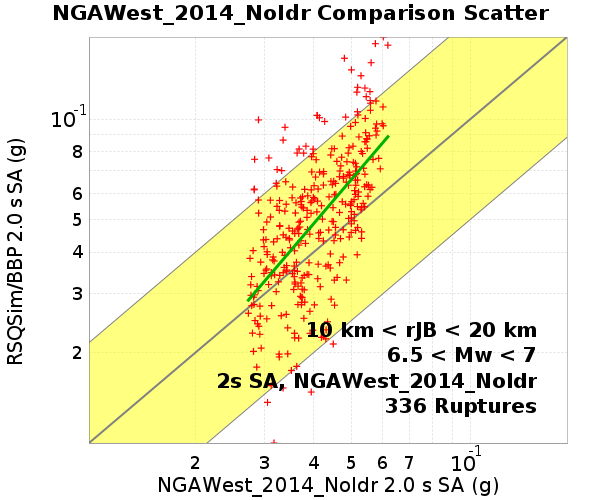 NGAWest_2014_NoIdr Comparison Scatter
RSQSim/BBP 2.0 s SA (g)
10-1
8
6
5
4
3
2
10 km < rJB < 20 km
6.5 < Mw < 7
2s SA, NGAWest_2014_NoIdr
336 Ruptures
2 3 4 5 6 7 10-1
NGAWest_2014_NoIdr 2.0 s SA (g)